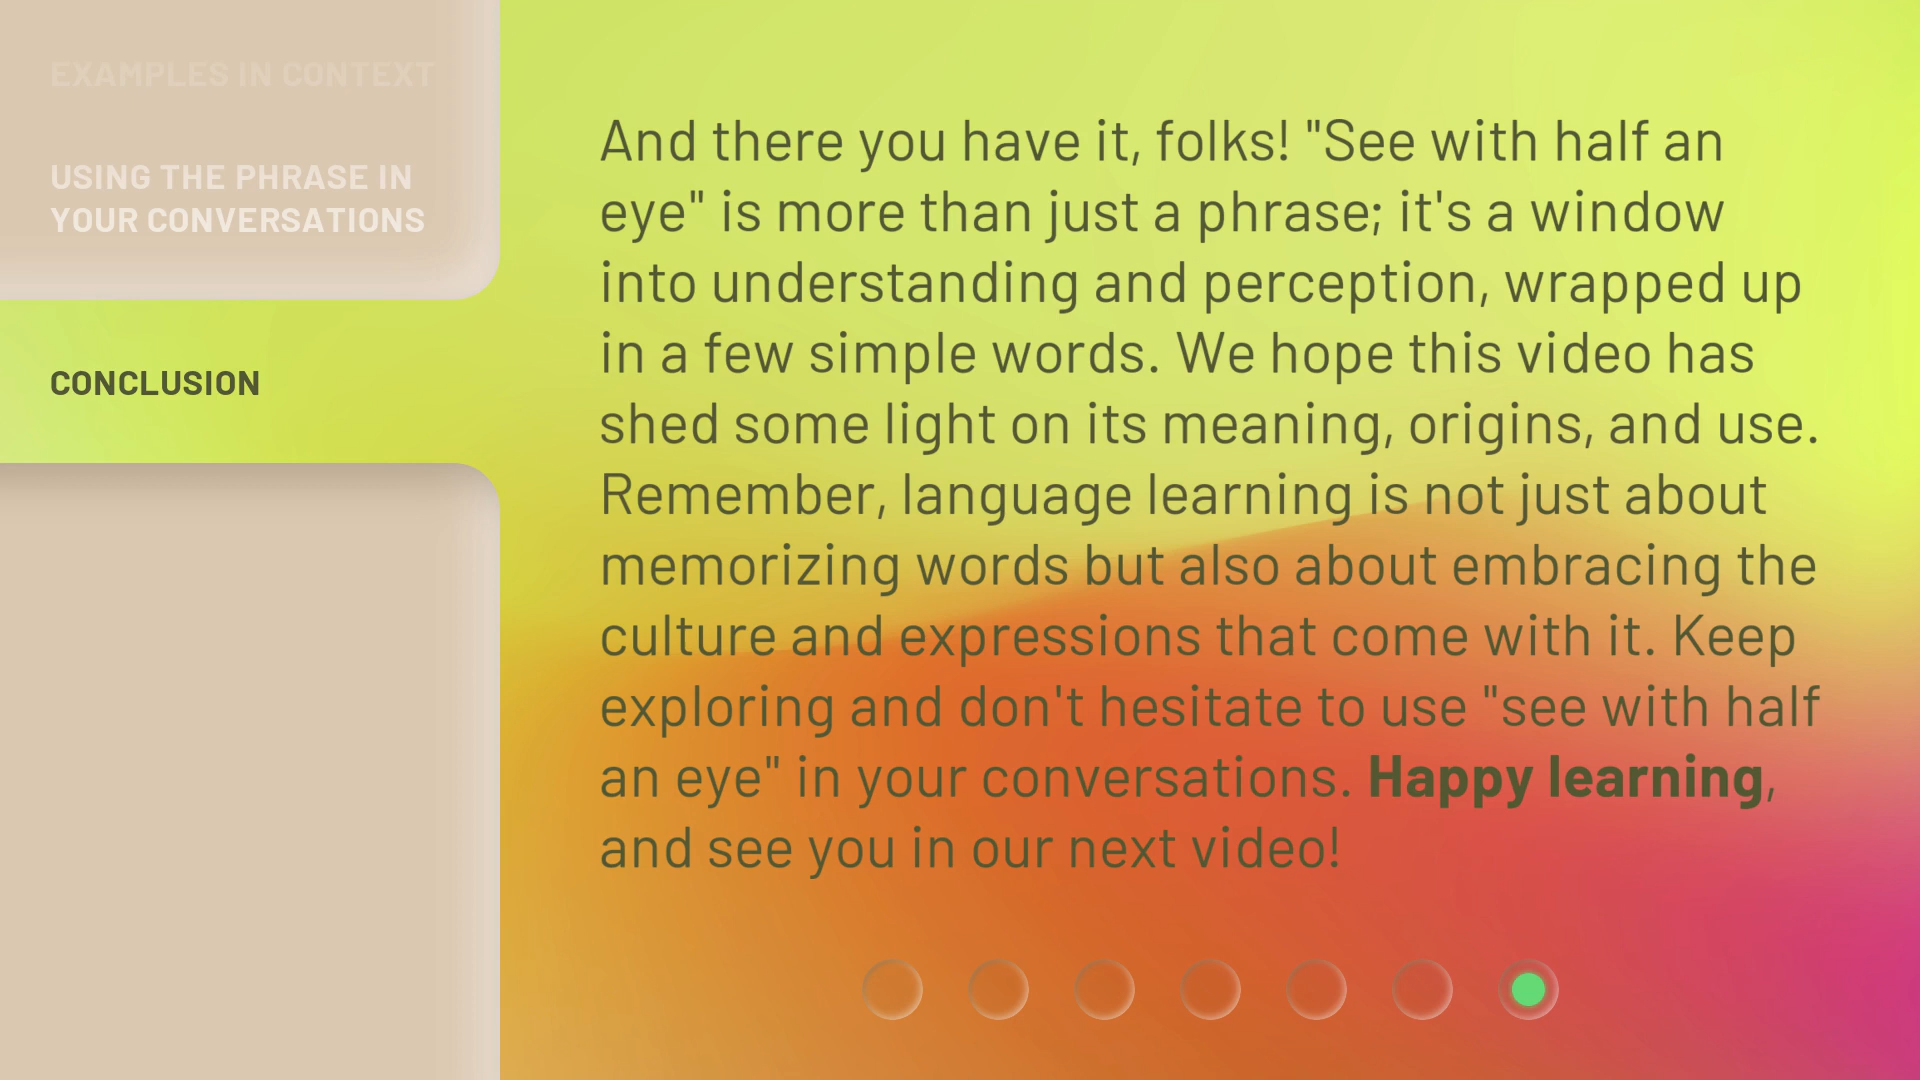 EXAMPLES IN CONTEXT
USING THE PHRASE IN
YOUR CONVERSATIONS
CONCLUSION
And there you have it, folks! "See with half an
eye" is more than just a phrase; it's a window
into understanding and perception, wrapped up
in a few simple words. We hope this video has
shed some light on its meaning, origins, and use.
Remember, language learning is not just about
memorizing words but also about embracing the
culture and expressions that come with it. Keep
exploring and don't hesitate to use "see with half
an eye" in your conversations. Happy learning,
and see you in our next video!